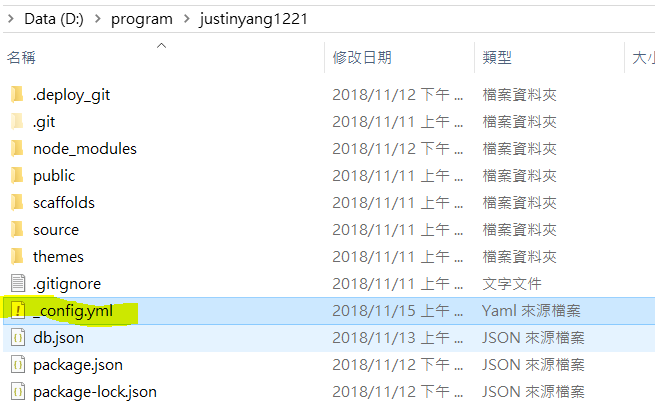 Data (D:) > program > justinyang1221
名稱 修改日期 類型 大小
.deploy_git 2018/11/12 下午 ... 檔案資料夾
.git 2018/11/11 上午 ... 檔案資料夾
node_modules 2018/11/12 下午 ... 檔案資料夾
public 2018/11/11 上午 ... 檔案資料夾
scaffolds 2018/11/11 上午 ... 檔案資料夾
source 2018/11/11 上午 ... 檔案資料夾
themes 2018/11/11 上午 ... 檔案資料夾
.gitignore 2018/11/11 上午 ... 文字文件
_config.yml 2018/11/15 上午 ... Yaml 來源檔案
db.json 2018/11/13 上午 ... JSON 來源檔案
package.json 2018/11/12 下午 ... JSON 來源檔案
package-lock.json 2018/11/12 下午 ... JSON 來源檔案